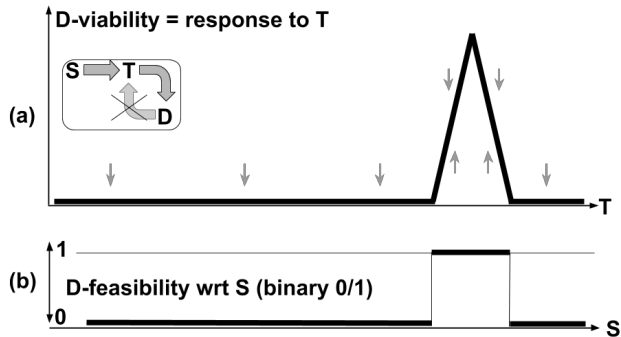 D-viability = response to T
S T
D
(a)
T
(b)
1
D-feasibility wrt S (binary 0/1)
0
S